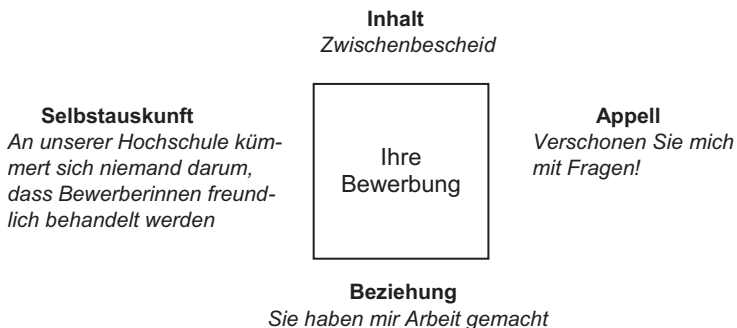 Inhalt
Zwischenbescheid
Selbstauskunft
An unserer Hochschule küm-
mert sich niemand darum,
dass Bewerberinnen freund-
lich behandelt werden
Ihre
Bewerbung
Appell
Verschonen Sie mich
mit Fragen!
Beziehung
Sie haben mir Arbeit gemacht